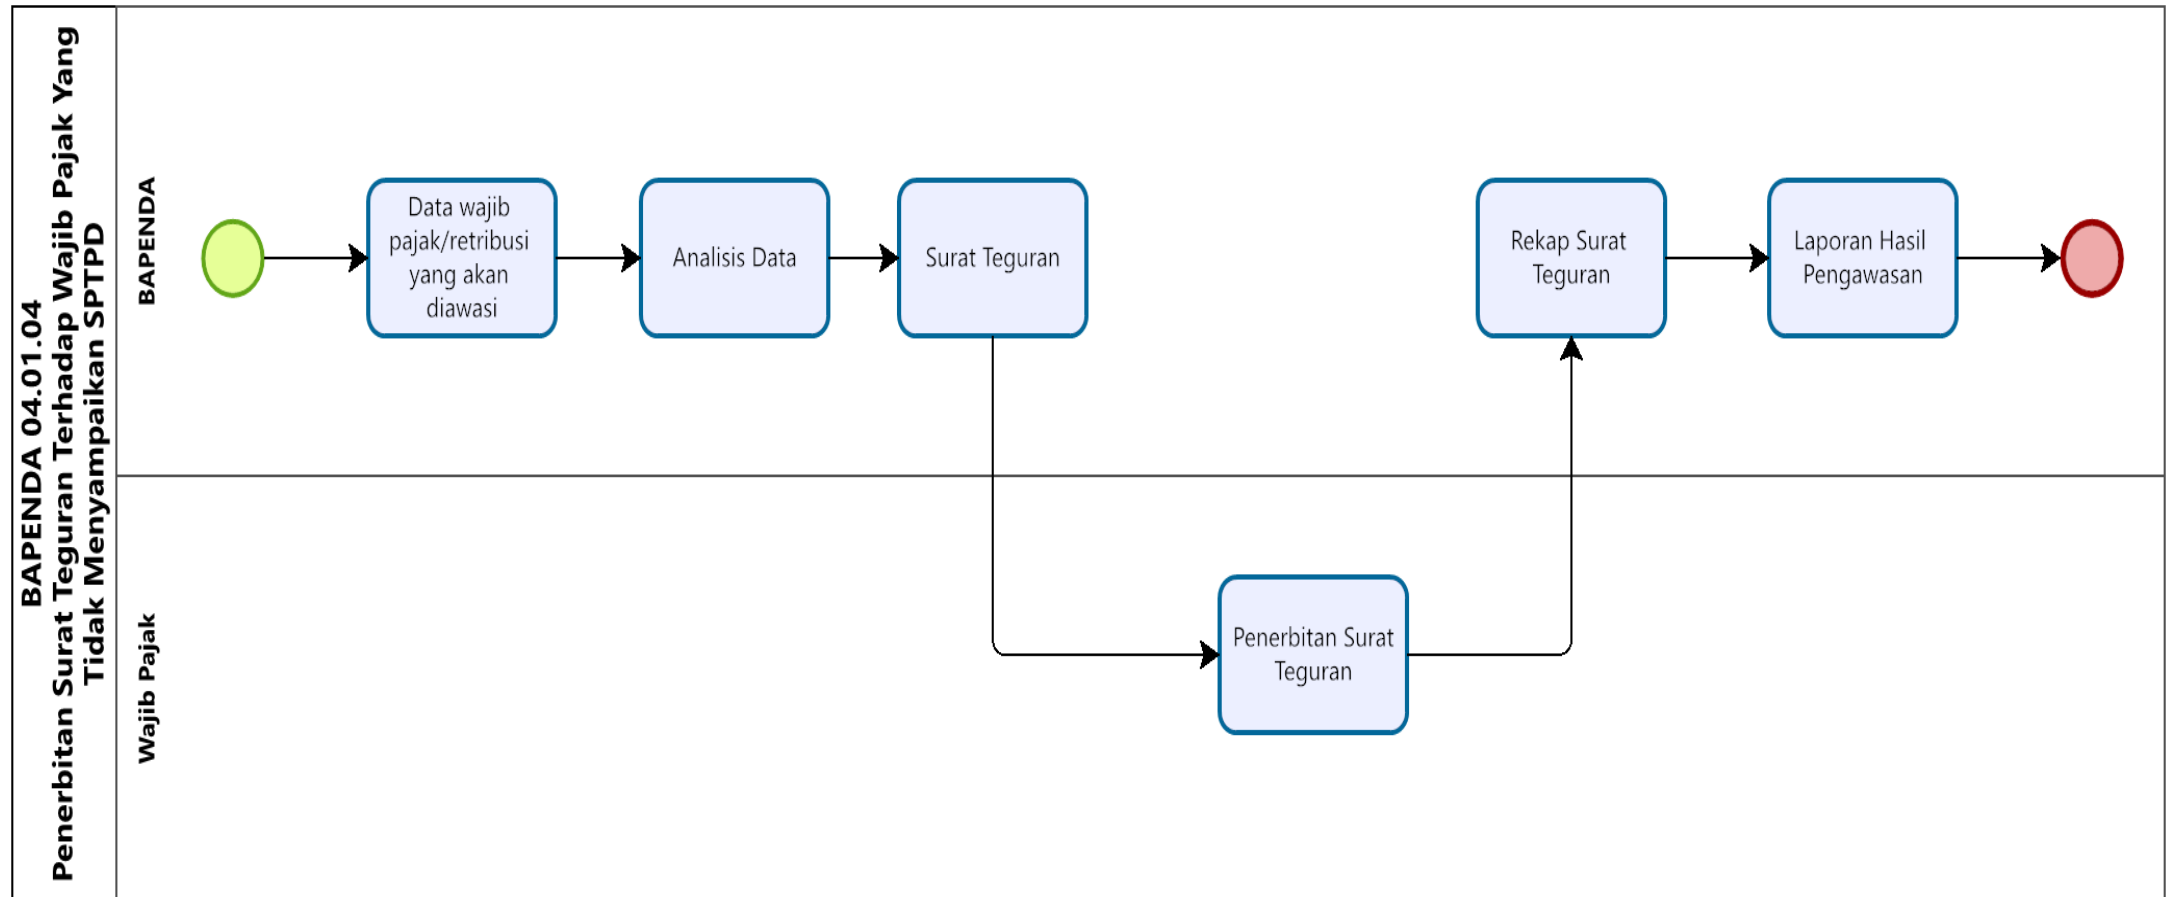 BAPENDA 04.01.04
Penerbitan Surat Teguran Terhadap Wajib Pajak Yang
Tidak Menyampaikan SPTPD
BAPENDA
Data wajib
pajak/retribusi
yang akan
diawasi
Analisis Data
Surat Teguran
Rekap Surat
Teguran
Laporan Hasil
Pengawasan
Wajib Pajak
Penerbitan Surat
Teguran